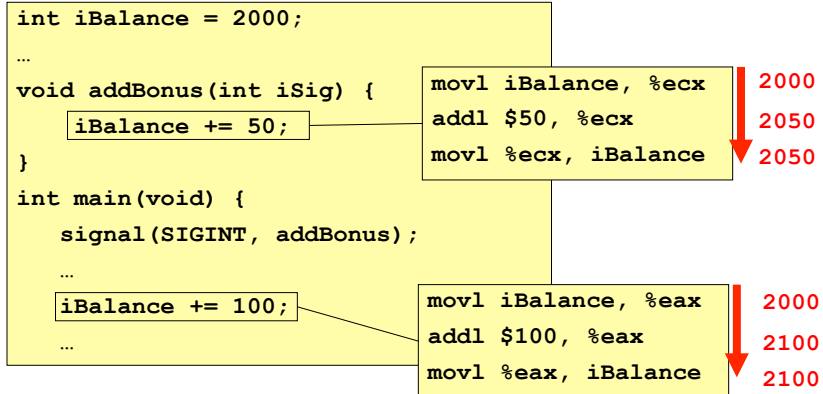 int iBalance = 2000;
…
void addBonus(int iSig) {
iBalance += 50;
}
int main(void) {
signal(SIGINT, addBonus);
…
iBalance += 100;
…
movl iBalance, %ecx 2000
addl $50, %ecx 2050
movl %ecx, iBalance 2050
movl iBalance, %eax 2000
addl $100, %eax 2100
movl %eax, iBalance 2100